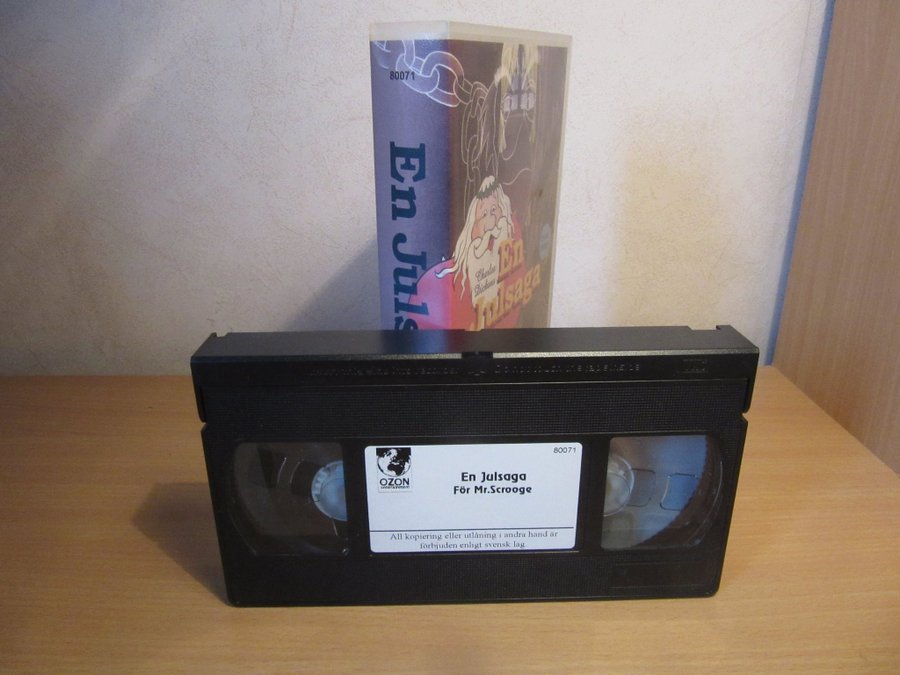 80071
En Juls
Charles
Dickens
En
Julsaga
80071
OZON
En Julsaga
För Mr.Scrooge
All kopiering eller utlåning i andra hand är
förbjuden enligt svensk lag.